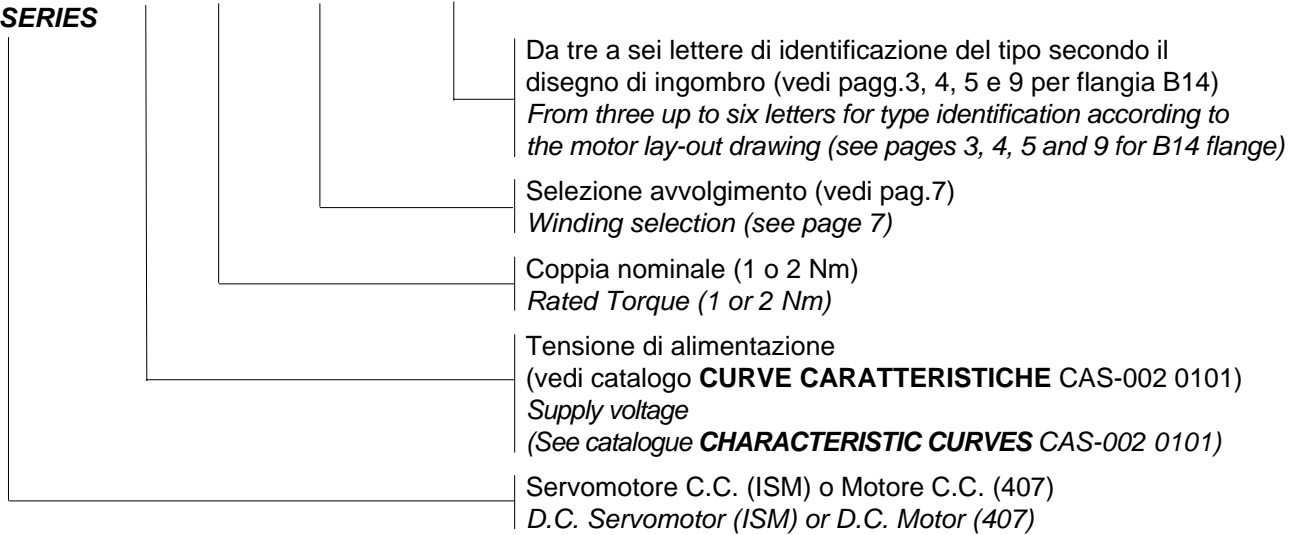 SERIES
Da tre a sei lettere di identificazione del tipo secondo il
disegno di ingombro (vedi pagg.3, 4, 5 e 9 per flangia B14)
From three up to six letters for type identification according to
the motor lay-out drawing (see pages 3, 4, 5 and 9 for B14 flange)
Selezione avvolgimento (vedi pag.7)
Winding selection (see page 7)
Coppia nominale (1 o 2 Nm)
Rated Torque (1 or 2 Nm)
Tensione di alimentazione
(vedi catalogo CURVE CARATTERISTICHE CAS-002 0101)
Supply voltage
(See catalogue CHARACTERISTIC CURVES CAS-002 0101)
Servomotore C.C. (ISM) o Motore C.C. (407)
D.C. Servomotor (ISM) or D.C. Motor (407)